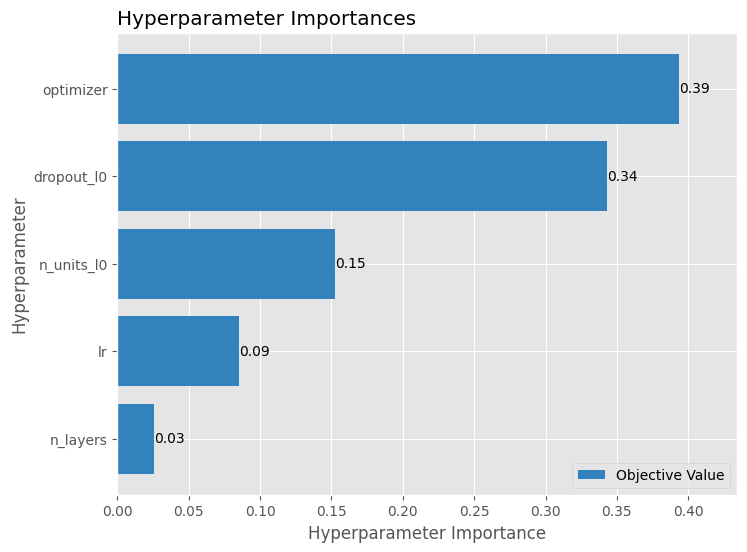 Hyperparameter Importances
Hyperparameter
optimizer
0.39
dropout_l0
0.34
n_units_l0
0.15
lr
0.09
n_layers
0.03
Objective Value
0.00 0.05 0.10 0.15 0.20 0.25 0.30 0.35 0.40
Hyperparameter Importance